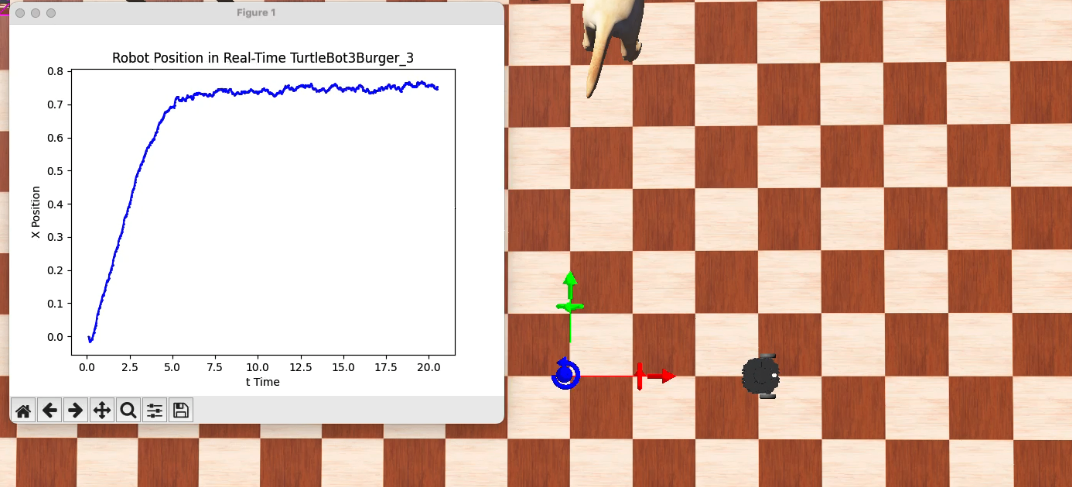 Figure 1
Robot Position in Real-Time TurtleBot3Burger_3
0.8
0.7
0.6
0.5
0.4
0.3
0.2
0.1
0.0
X Position
0.0 2.5 5.0 7.5 10.0 12.5 15.0 17.5 20.0
t Time